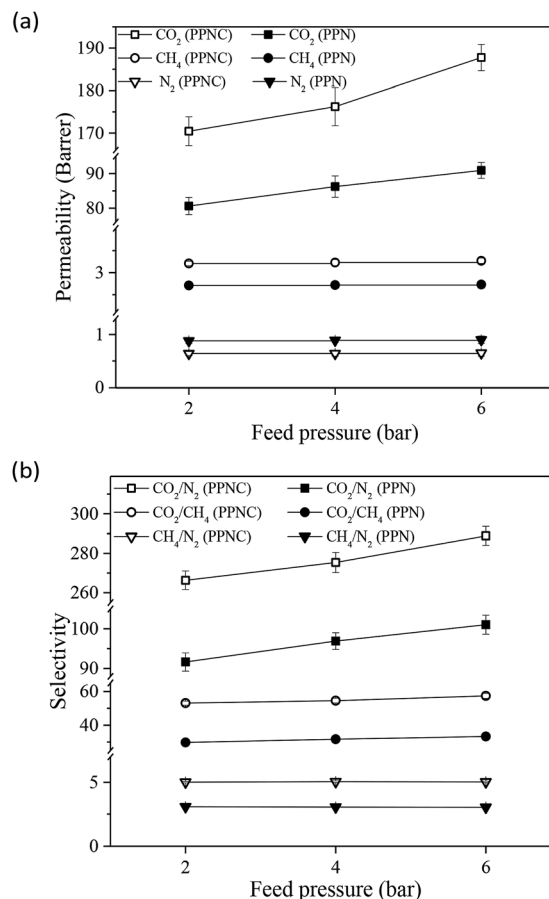 (a)
CO₂ (PPNC) CO₂ (PPN)
CH₄ (PPNC) CH₄ (PPN)
N₂ (PPNC) N₂ (PPN)
Permeability (Barrer)
190
180
170
90
80
3
1
0
2 4 6
Feed pressure (bar)
(b)
CO₂/N₂ (PPNC) CO₂/N₂ (PPN)
CO₂/CH₄ (PPNC) CO₂/CH₄ (PPN)
CH₄/N₂ (PPNC) CH₄/N₂ (PPN)
Selectivity
300
280
260
100
90
60
40
5
0
2 4 6
Feed pressure (bar)